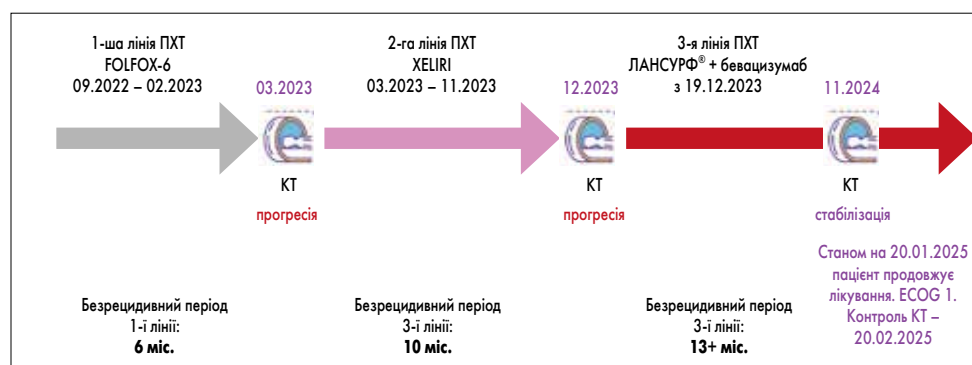 1-ша лінія ПХТ
FOLFOX-6
09.2022 – 02.2023
03.2023
КТ
прогресія
2-га лінія ПХТ
XELIRI
03.2023 – 11.2023
12.2023
КТ
прогресія
3-я лінія ПХТ
ЛАНСУРФ® + бевацизумаб
з 19.12.2023
11.2024
КТ
стабілізація
Станом на 20.01.2025
пацієнт продовжує
лікування. ECOG 1.
Контроль КТ –
20.02.2025
Безрецидивний період
1-ї лінії:
6 міс.
Безрецидивний період
3-ї лінії:
10 міс.
Безрецидивний період
3-ї лінії:
13+ міс.